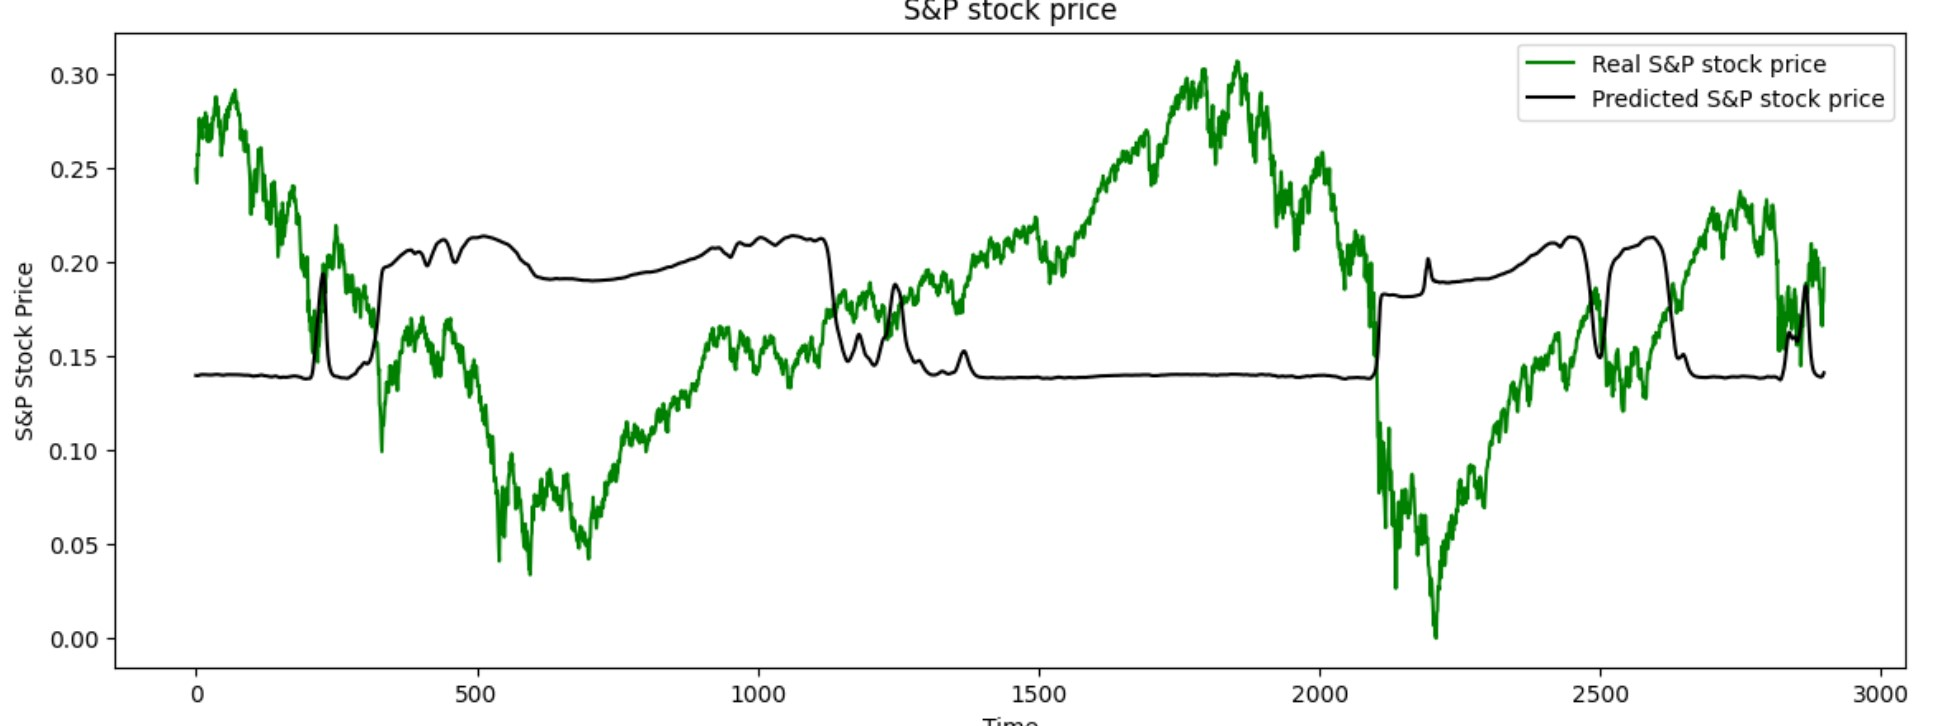 S&P stock price
Real S&P stock price
Predicted S&P stock price
S&P Stock Price
0.30
0.25
0.20
0.15
0.10
0.05
0.00
0
500
1000
1500
2000
2500
3000
Time